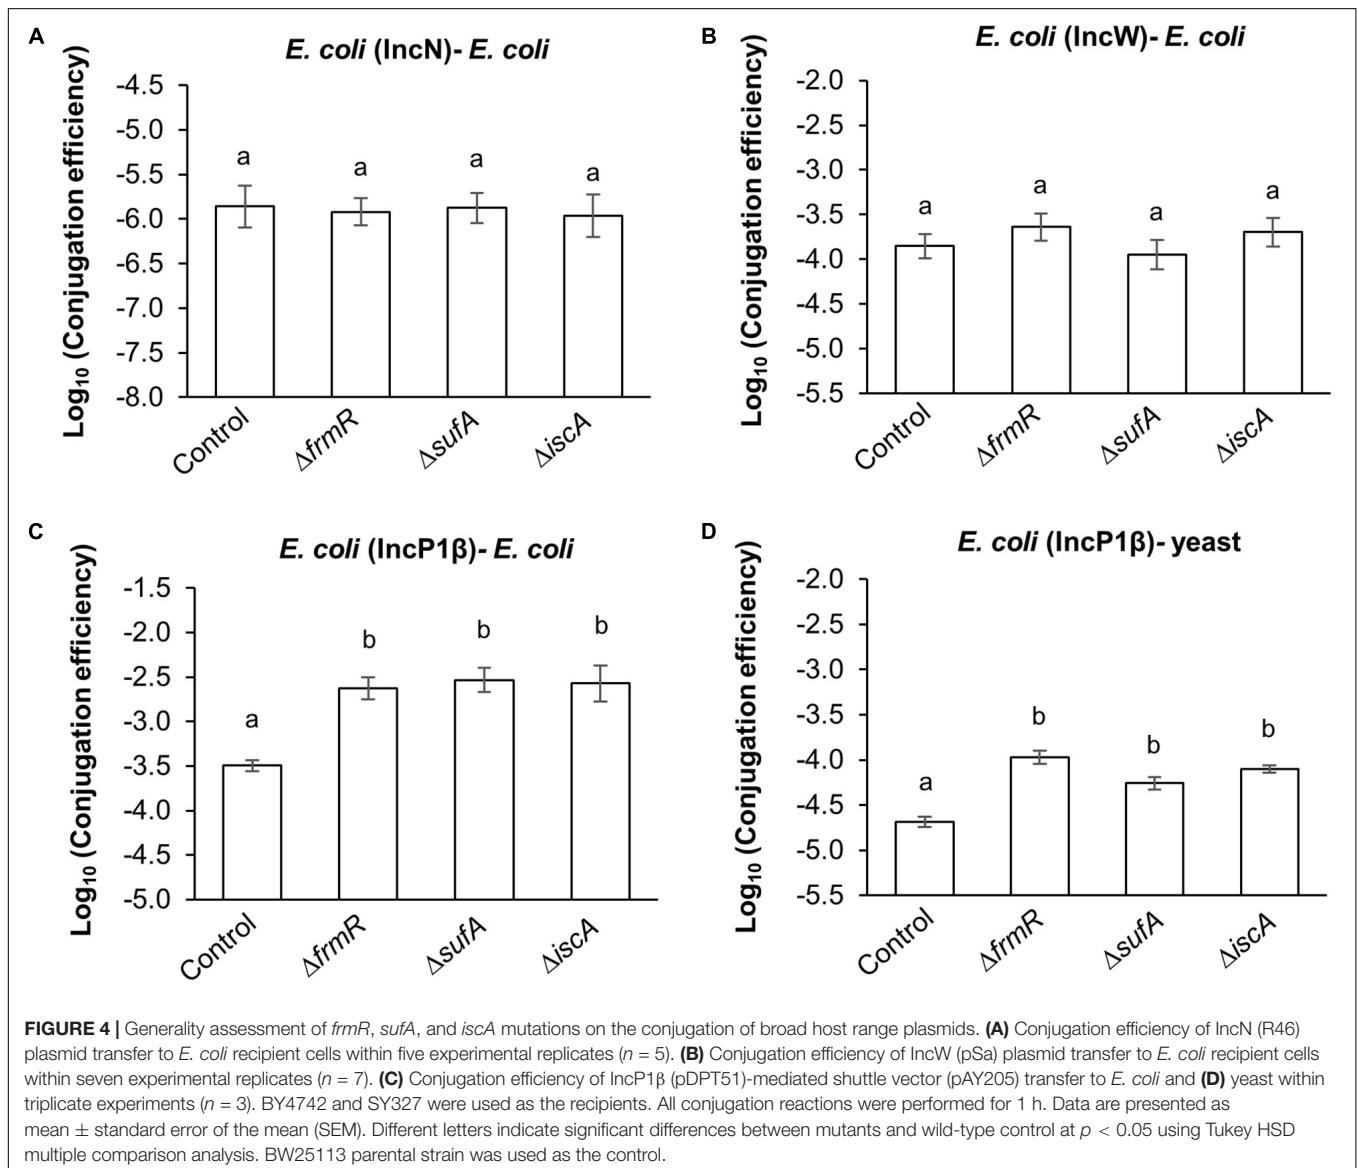 A
E. coli (IncN)- E. coli
Log10 (Conjugation efficiency)
-4.5
-5.0
-5.5
-6.0
-6.5
-7.0
-7.5
-8.0
a
a
a
a
Control
ΔfrmR
ΔsufA
ΔiscA
B
E. coli (IncW)- E. coli
Log10 (Conjugation efficiency)
-2.0
-2.5
-3.0
-3.5
-4.0
-4.5
-5.0
-5.5
a
a
a
a
Control
ΔfrmR
ΔsufA
ΔiscA
C
E. coli (IncP1β)- E. coli
Log10 (Conjugation efficiency)
-1.5
-2.0
-2.5
-3.0
-3.5
-4.0
-4.5
-5.0
a
b
b
b
Control
ΔfrmR
ΔsufA
ΔiscA
D
E. coli (IncP1β)- yeast
Log10 (Conjugation efficiency)
-2.0
-2.5
-3.0
-3.5
-4.0
-4.5
-5.0
-5.5
a
b
b
b
Control
ΔfrmR
ΔsufA
ΔiscA
FIGURE 4 | Generality assessment of frmR, sufA, and iscA mutations on the conjugation of broad host range plasmids. (A) Conjugation efficiency of IncN (R46)
plasmid transfer to E. coli recipient cells within five experimental replicates (n = 5). (B) Conjugation efficiency of IncW (pSa) plasmid transfer to E. coli recipient cells
within seven experimental replicates (n = 7). (C) Conjugation efficiency of IncP1β (pDPT51)-mediated shuttle vector (pAY205) transfer to E. coli and (D) yeast within
triplicate experiments (n = 3). BY4742 and SY327 were used as the recipients. All conjugation reactions were performed for 1 h. Data are presented as
mean ± standard error of the mean (SEM). Different letters indicate significant differences between mutants and wild-type control at p < 0.05 using Tukey HSD
multiple comparison analysis. BW25113 parental strain was used as the control.